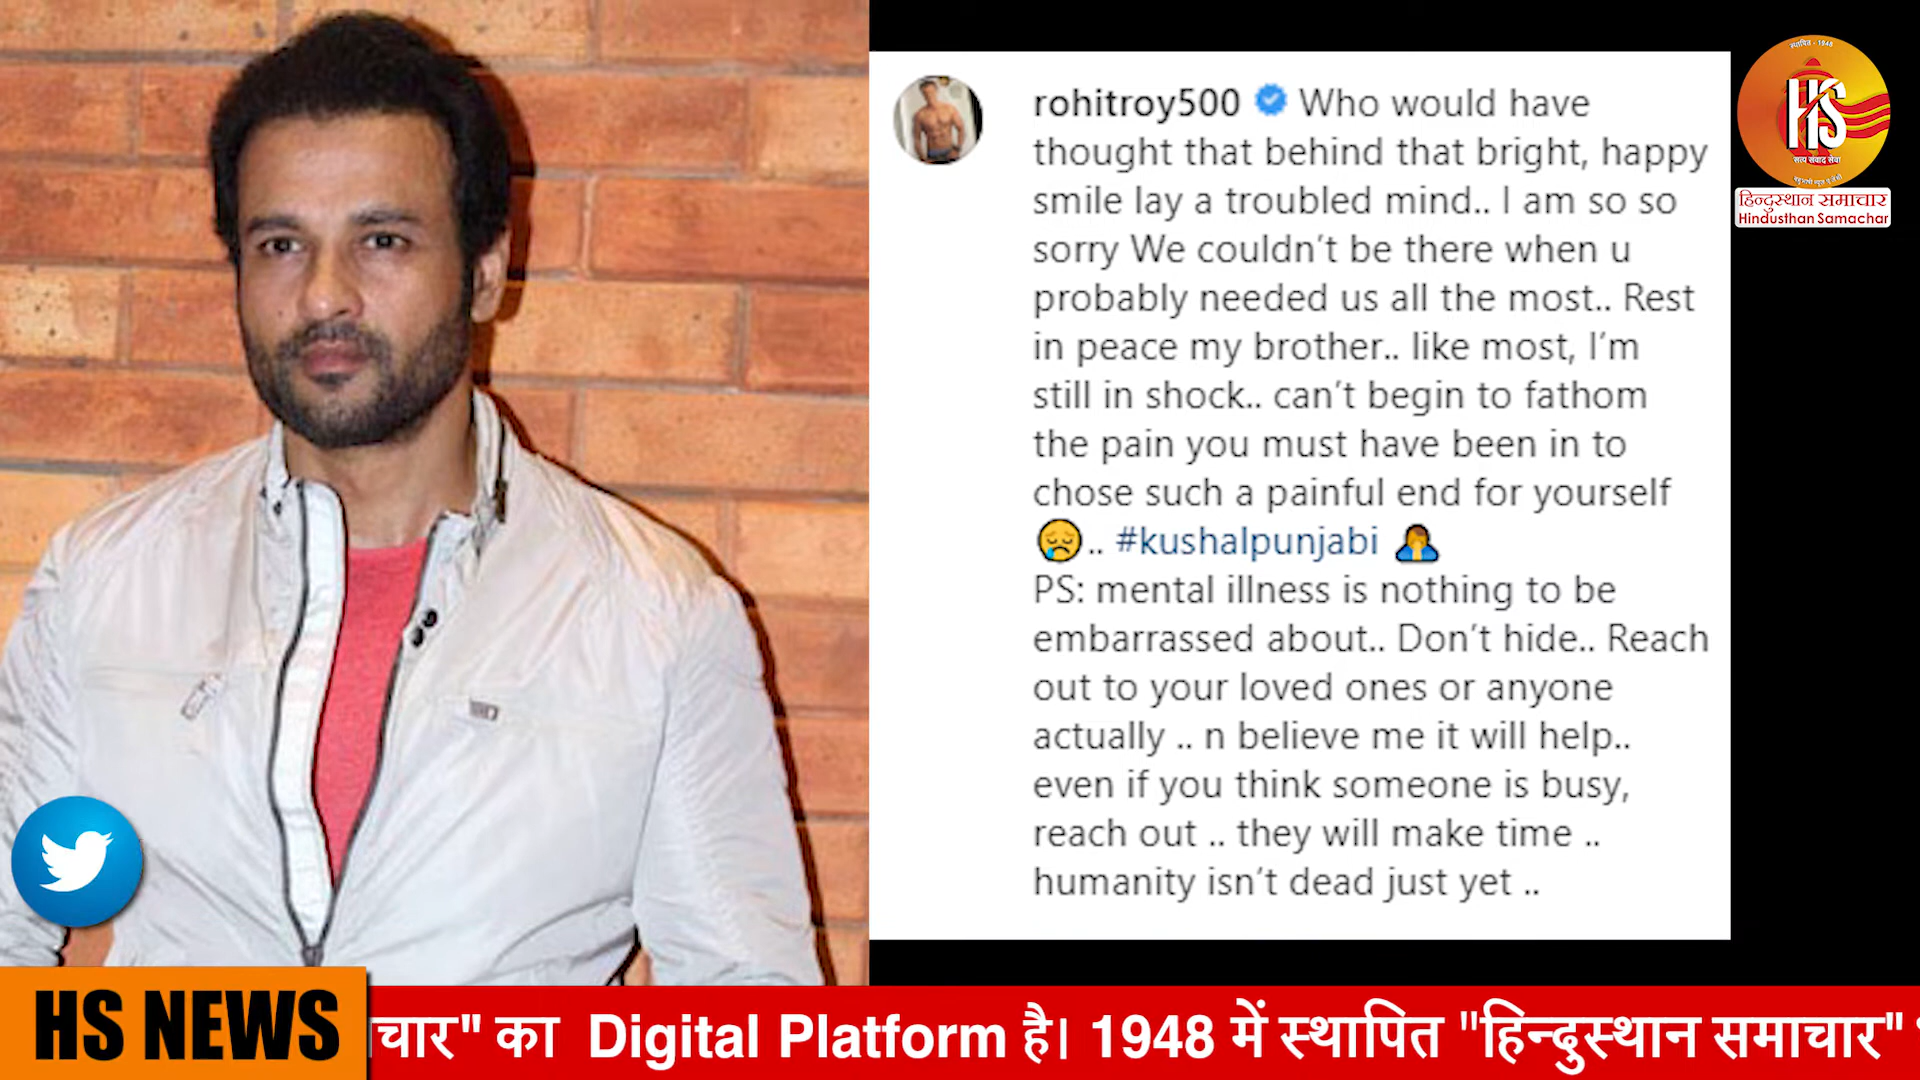 rohitroy500 Who would have
thought that behind that bright, happy
smile lay a troubled mind.. I am so so
sorry We couldn't be there when u
probably needed us all the most.. Rest
in peace my brother.. like most, I'm
still in shock.. can't begin to fathom
the pain you must have been in to
chose such a painful end for yourself
😢.. #kushalpunjabi 🤦‍♂️
PS: mental illness is nothing to be
embarrassed about.. Don't hide.. Reach
out to your loved ones or anyone
actually .. n believe me it will help..
even if you think someone is busy,
reach out .. they will make time ..
humanity isn't dead just yet ..
स्थापित - 1948
HS
सत्य संवाद सेवा
हिन्दुस्थान समाचार
Hindusthan Samachar
HS NEWS
ाचार" का Digital Platform है। 1948 में स्थापित "हिन्दुस्थान समाचार"